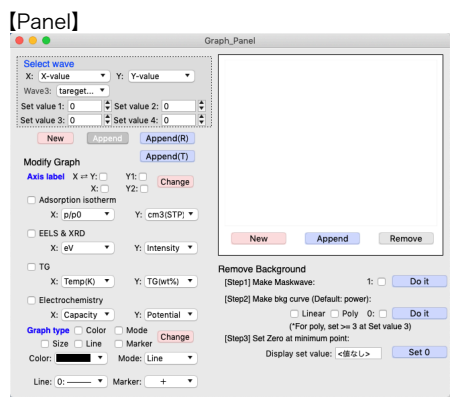 【Panel】
Graph_Panel
Select wave
X: X-value Y: Y-value
Wave3: tareget...
Set value 1: 0 Set value 2: 0
Set value 3: 0 Set value 4: 0
New Append Append(R)
Append(T)
Modify Graph
Axis label X ⇌ Y: Y1:
X: Y2:
Change
Adsorption isotherm
X: p/p0 Y: cm3(STP)
EELS & XRD
X: eV Y: Intensity
TG
X: Temp(K) Y: TG(wt%)
Electrochemistry
X: Capacity Y: Potential
Graph type Color Mode
Size Line Marker
Change
Color: Mode: Line
Line: 0: Marker: +
New Append Remove
Remove Background
[Step1] Make Maskwave: 1: Do it
[Step2] Make bkg curve (Default: power):
Linear Poly 0: Do it
(*For poly, set >= 3 at Set value 3)
[Step3] Set Zero at minimum point:
Display set value: <値なし> Set 0